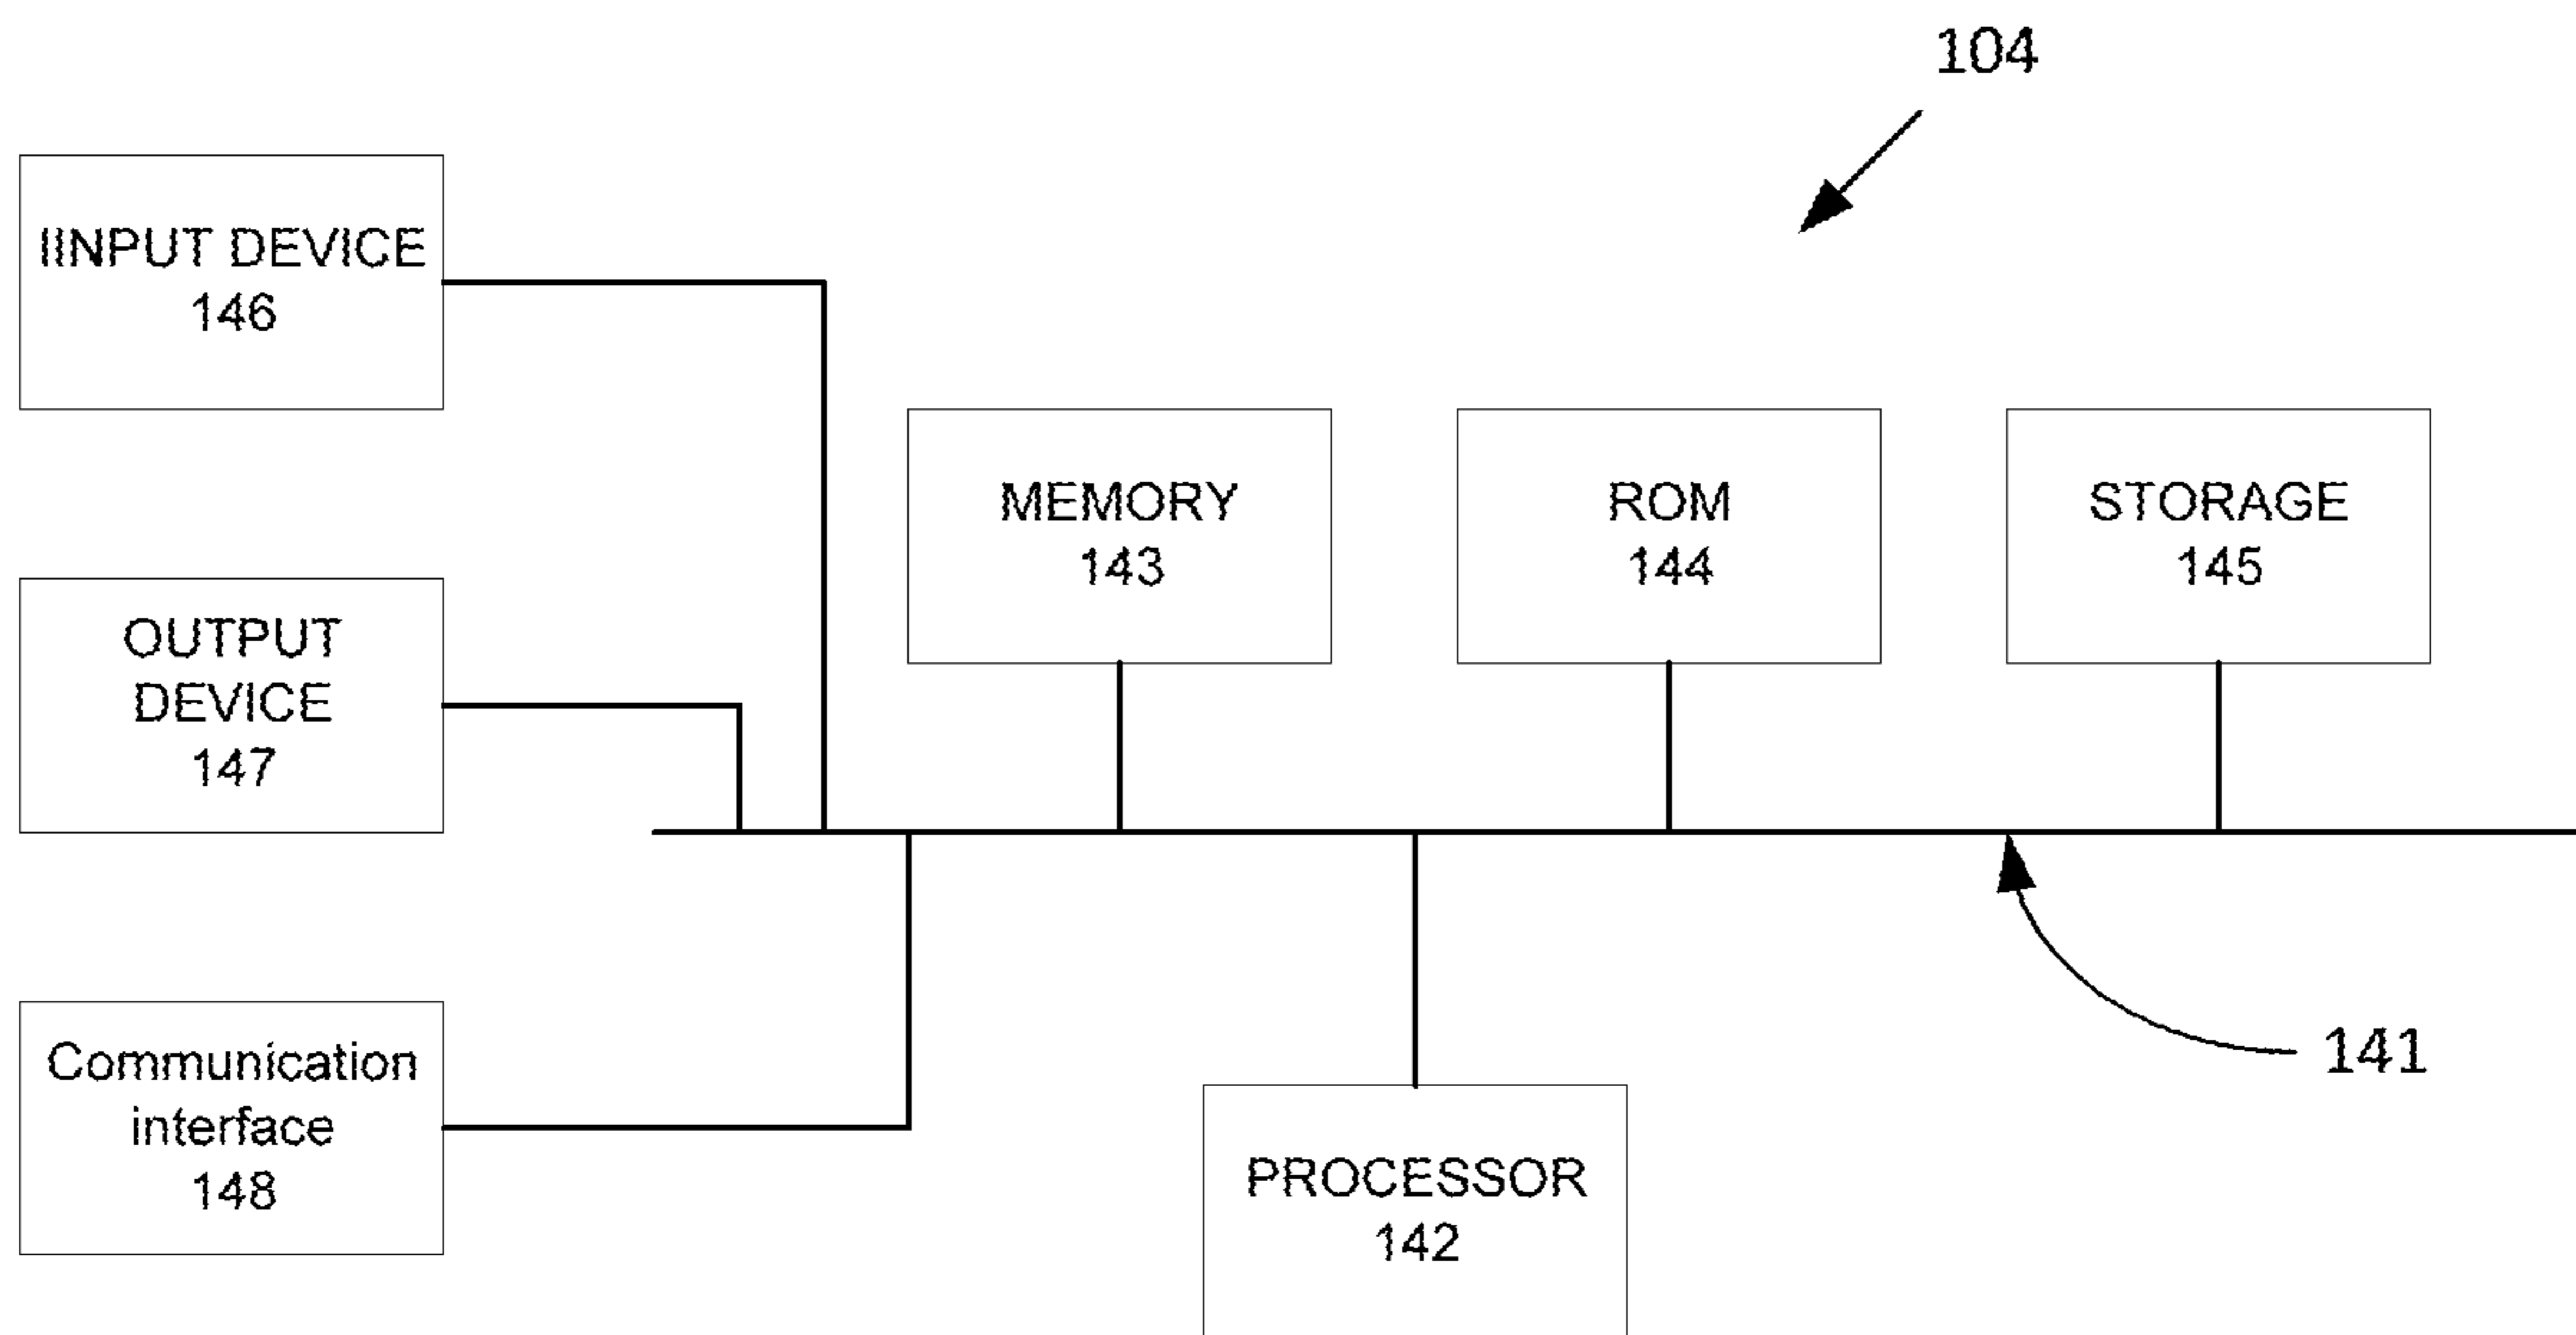 104
IINPUT DEVICE
146
MEMORY
143
ROM
144
STORAGE
145
OUTPUT
DEVICE
147
Communication
interface
148
141
PROCESSOR
142